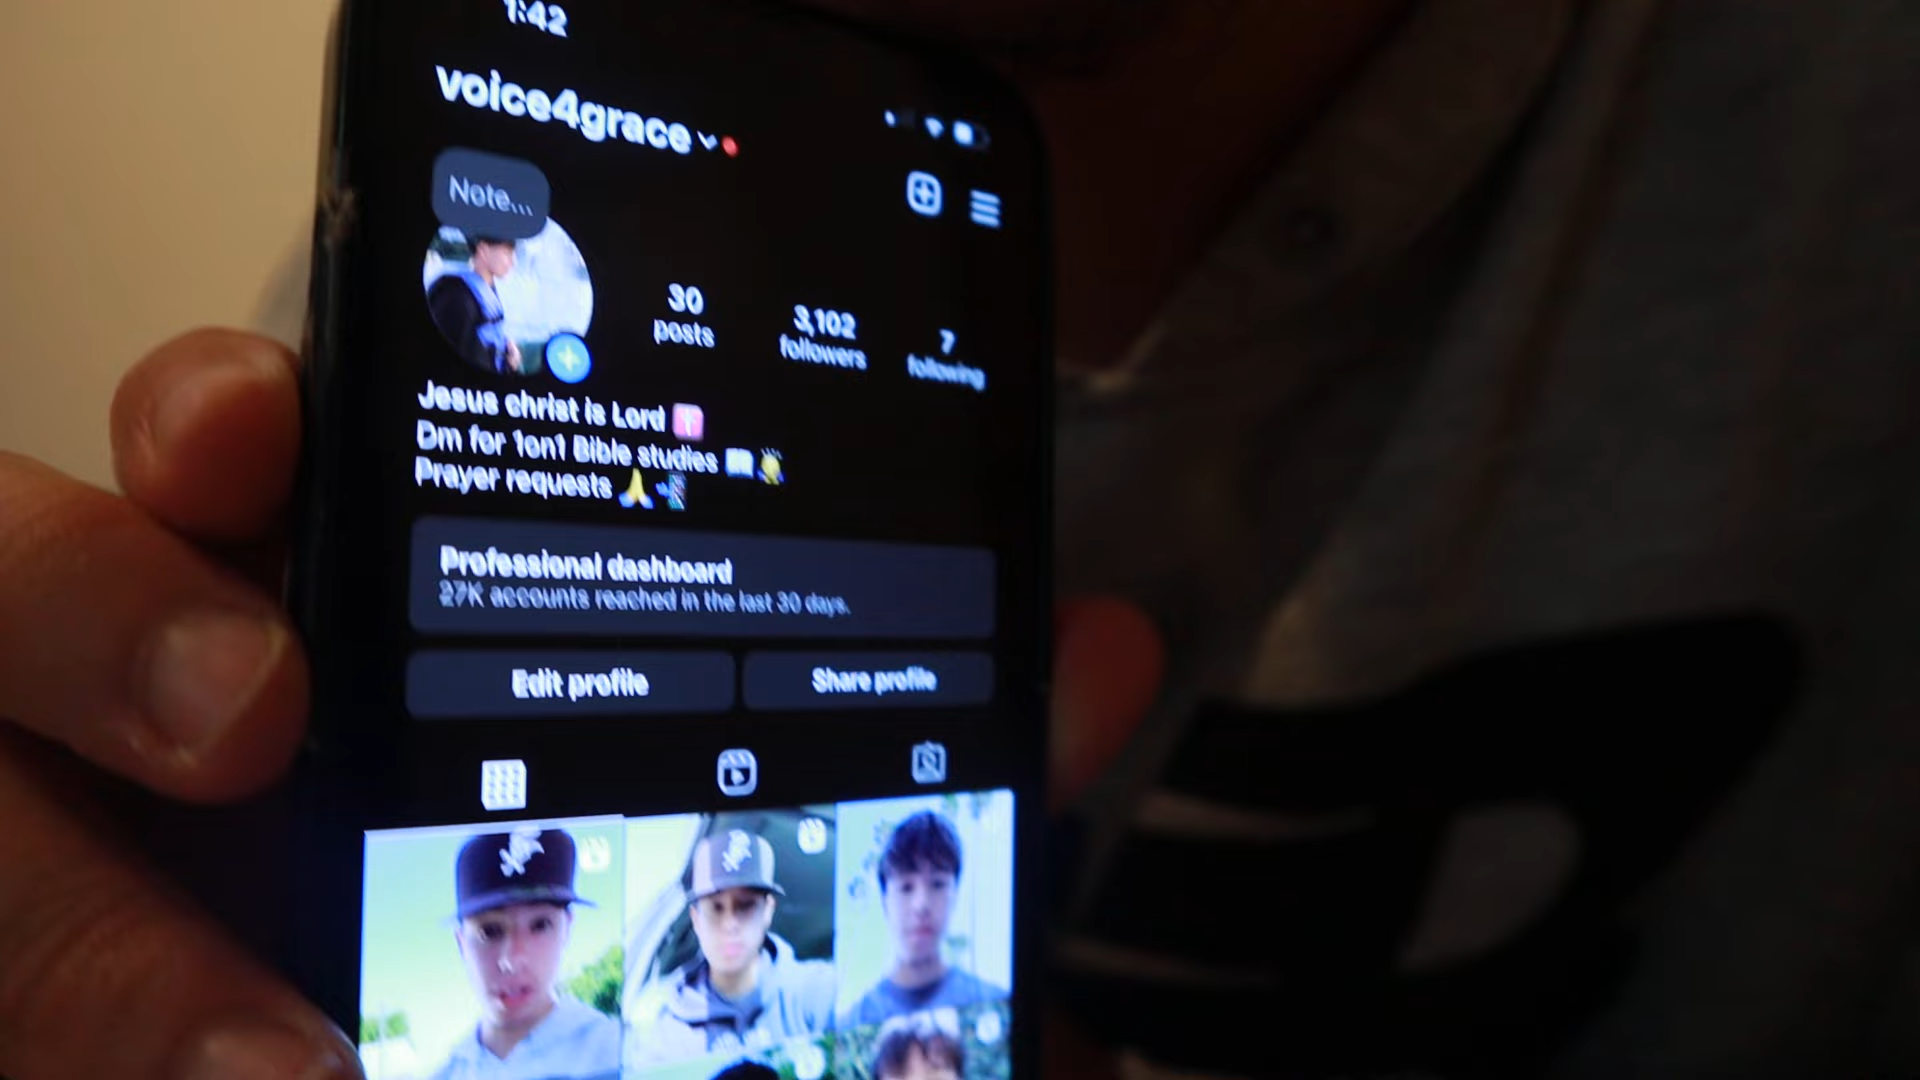 1:42
voice4grace
Note...
30
posts
3,102
followers
7
following
Jesus christ is Lord
Dm for 1on1 Bible studies
Prayer requests
Professional dashboard
27K accounts reached in the last 30 days.
Edit profile
Share profile